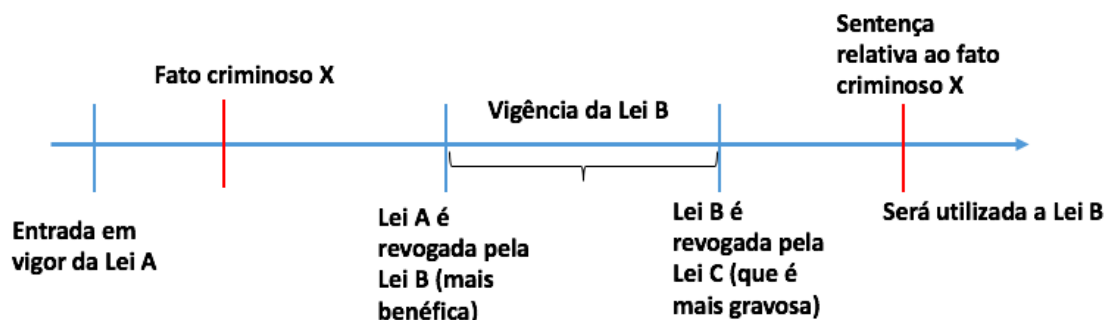 Sentença
relativa ao fato
criminoso X
Fato criminoso X
Vigência da Lei B
Entrada em
vigor da Lei A
Lei A é
revogada pela
Lei B (mais
benéfica)
Lei B é
revogada pela
Lei C (que é
mais gravosa)
Será utilizada a Lei B